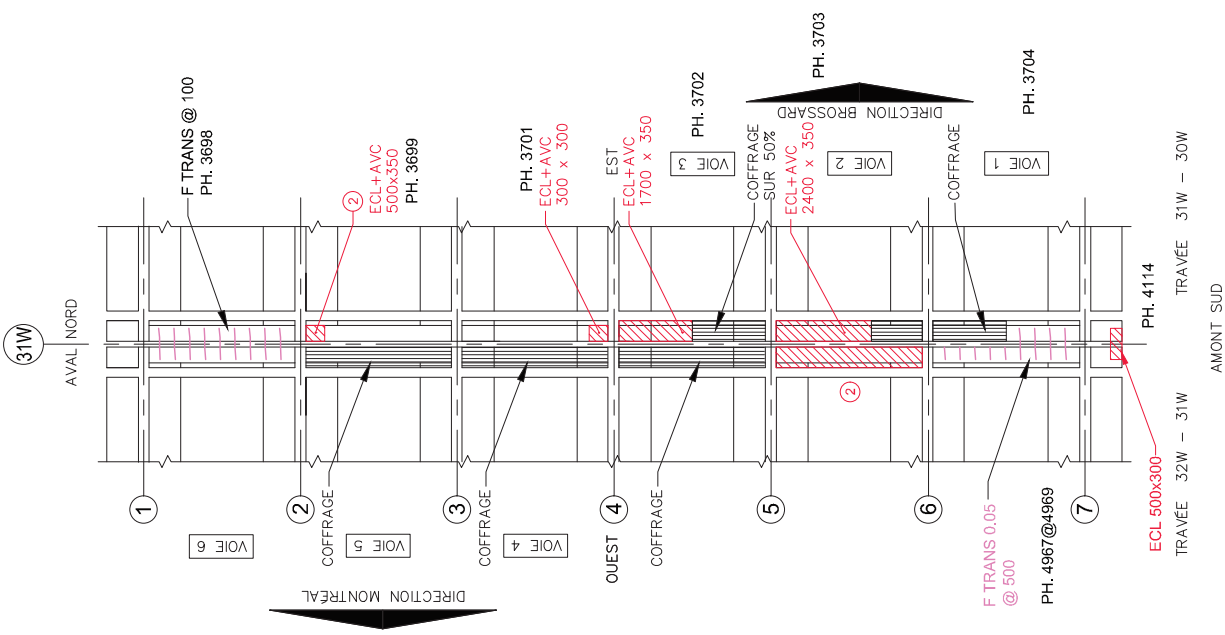 31W
AVAL NORD
F TRANS @ 100
PH. 3698
1
VOIE 6
2
COFFRAGE
2
ECL+AVC
500x350
PH. 3699
VOIE 5
DIRECTION MONTRÉAL
3
COFFRAGE
VOIE 4
PH. 3701
ECL+AVC
300 x 300
OUEST
4
EST
ECL+AVC
1700 x 350
PH. 3702
VOIE 3
COFFRAGE
COFFRAGE
SUR 50%
5
ECL+AVC
2400 x 350
2
VOIE 2
DIRECTION BROSSARD
PH. 3703
6
COFFRAGE
VOIE 1
PH. 3704
F TRANS 0.05
@ 500
PH. 4967@4969
7
ECL 500x300
PH. 4114
TRAVÉE 32W - 31W
TRAVÉE 31W - 30W
AMONT SUD